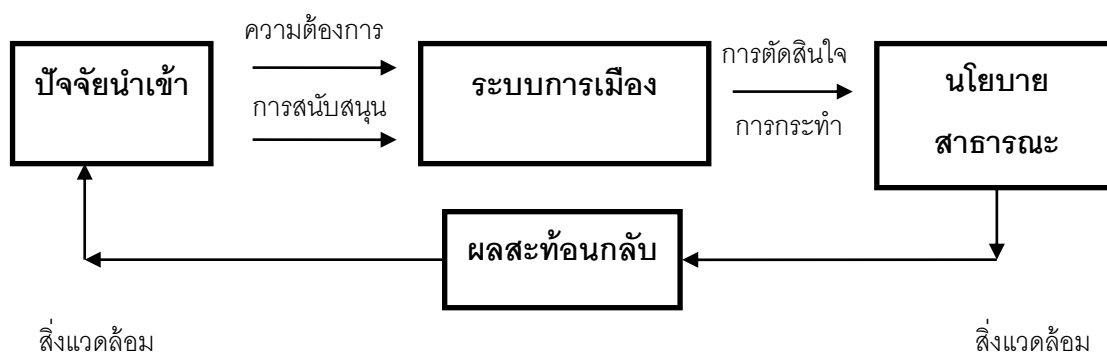 ความต้องการ
ปัจจัยนำเข้า
การสนับสนุน
ระบบการเมือง
การตัดสินใจ
การกระทำ
นโยบาย
สาธารณะ
ผลสะท้อนกลับ
สิ่งแวดล้อม
สิ่งแวดล้อม